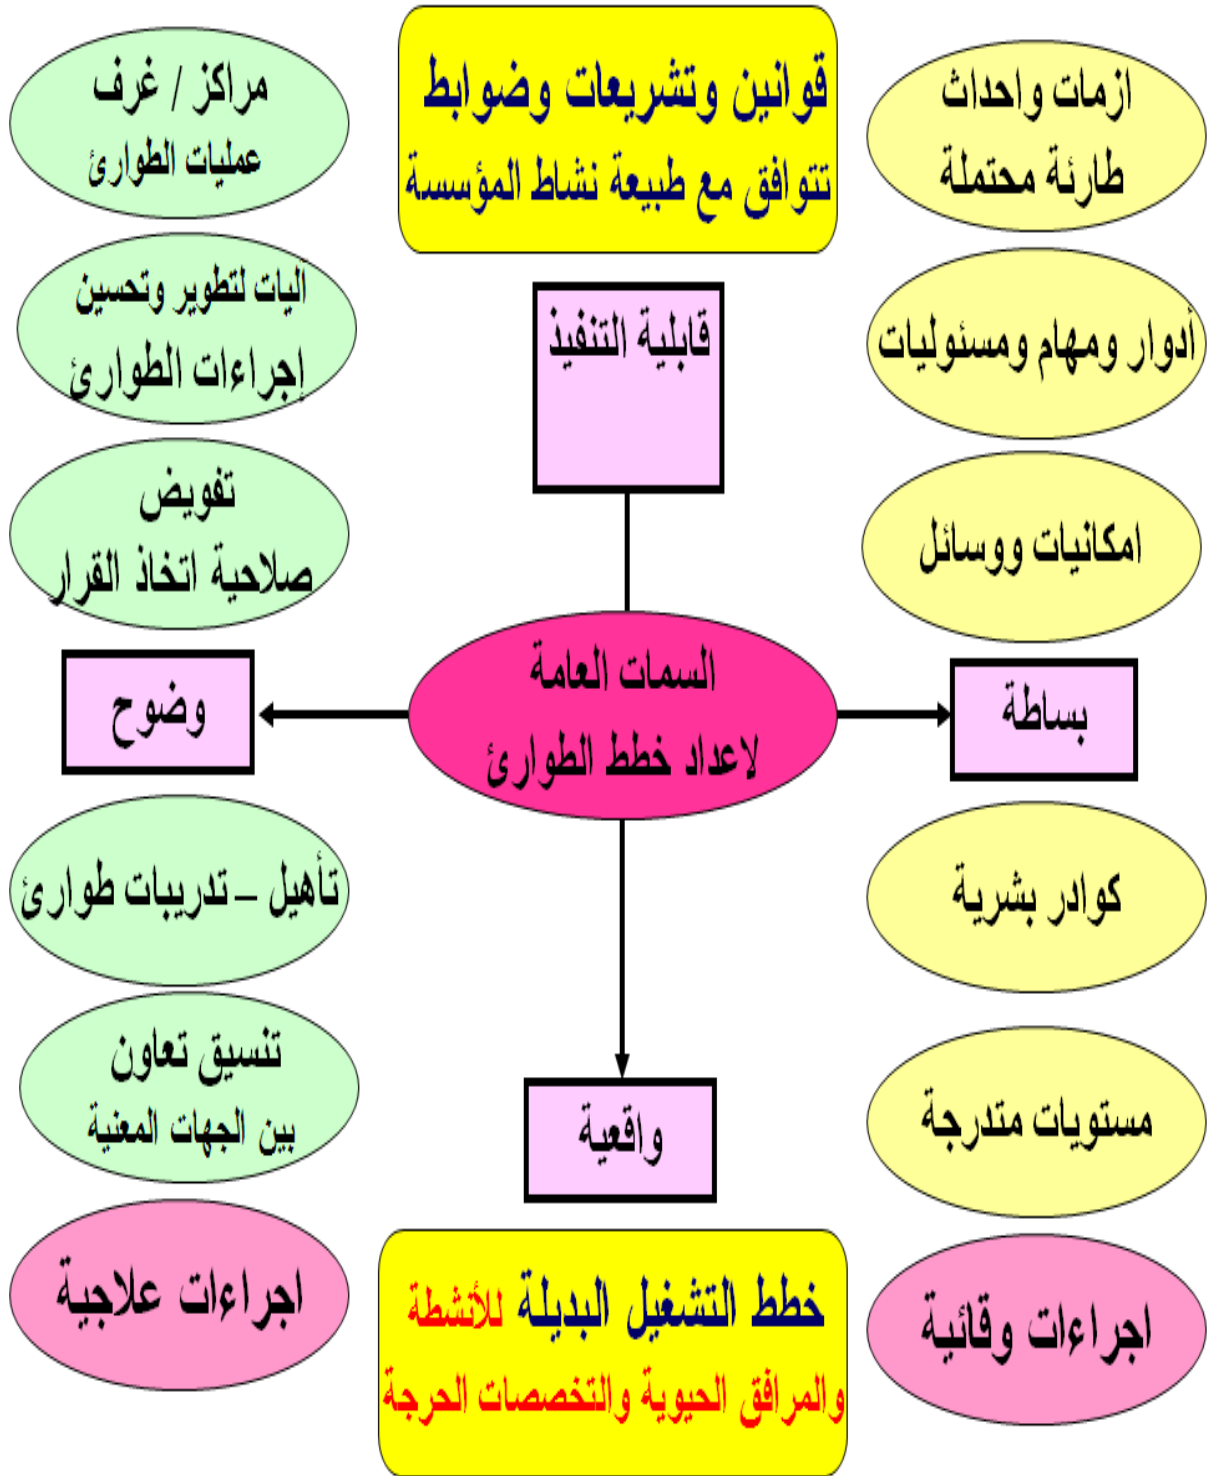 قوانين وتشريعات وضوابط
تتوافق مع طبيعة نشاط المؤسسة
ازمات واحداث
طارئة محتملة
أدوار ومهام ومسئوليات
امكانيات ووسائل
بساطة
كوادر بشرية
مستويات متدرجة
اجراءات وقائية
قابلية التنفيذ
السمات العامة
لاعداد خطط الطوارئ
واقعية
خطط التشغيل البديلة للأنشطة
والمرافق الحيوية والتخصصات الحرجة
مراكز / غرف
عمليات الطوارئ
آليات لتطوير وتحسين
إجراءات الطوارئ
تفويض
صلاحية اتخاذ القرار
وضوح
تأهيل – تدريبات طوارئ
تنسيق تعاون
بين الجهات المعنية
اجراءات علاجية